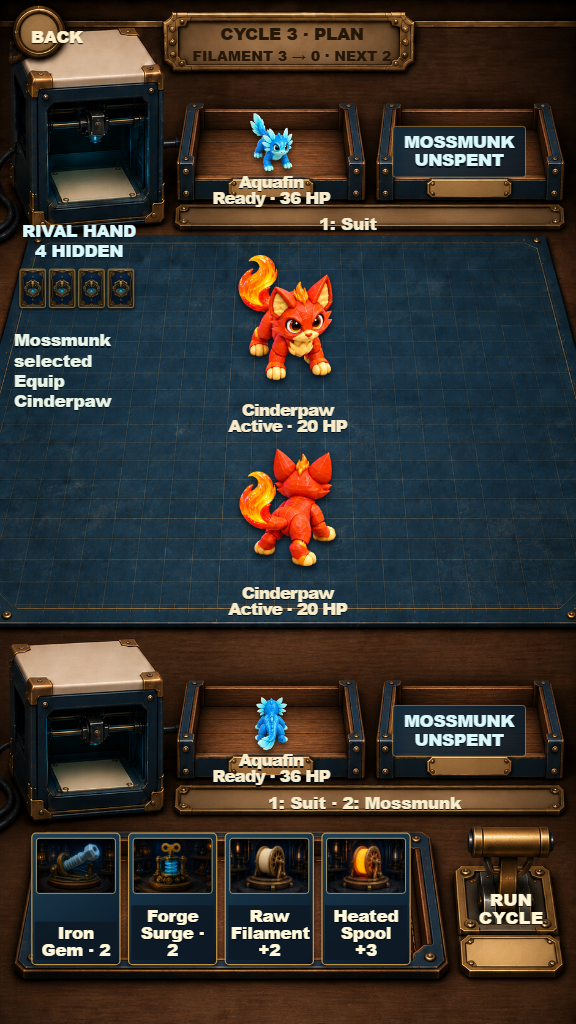 BACK
CYCLE 3 · PLAN
FILAMENT 3 → 0 · NEXT 2
Aquafin
Ready · 36 HP
MOSSMUNK
UNSPENT
1: Suit
RIVAL HAND
4 HIDDEN
Mossmunk
selected
Equip
Cinderpaw
Cinderpaw
Active · 20 HP
Cinderpaw
Active · 20 HP
Aquafin
Ready · 36 HP
MOSSMUNK
UNSPENT
1: Suit · 2: Mossmunk
Iron
Gem · 2
Forge
Surge ·
2
Raw
Filament
+2
Heated
Spool
+3
RUN
CYCLE